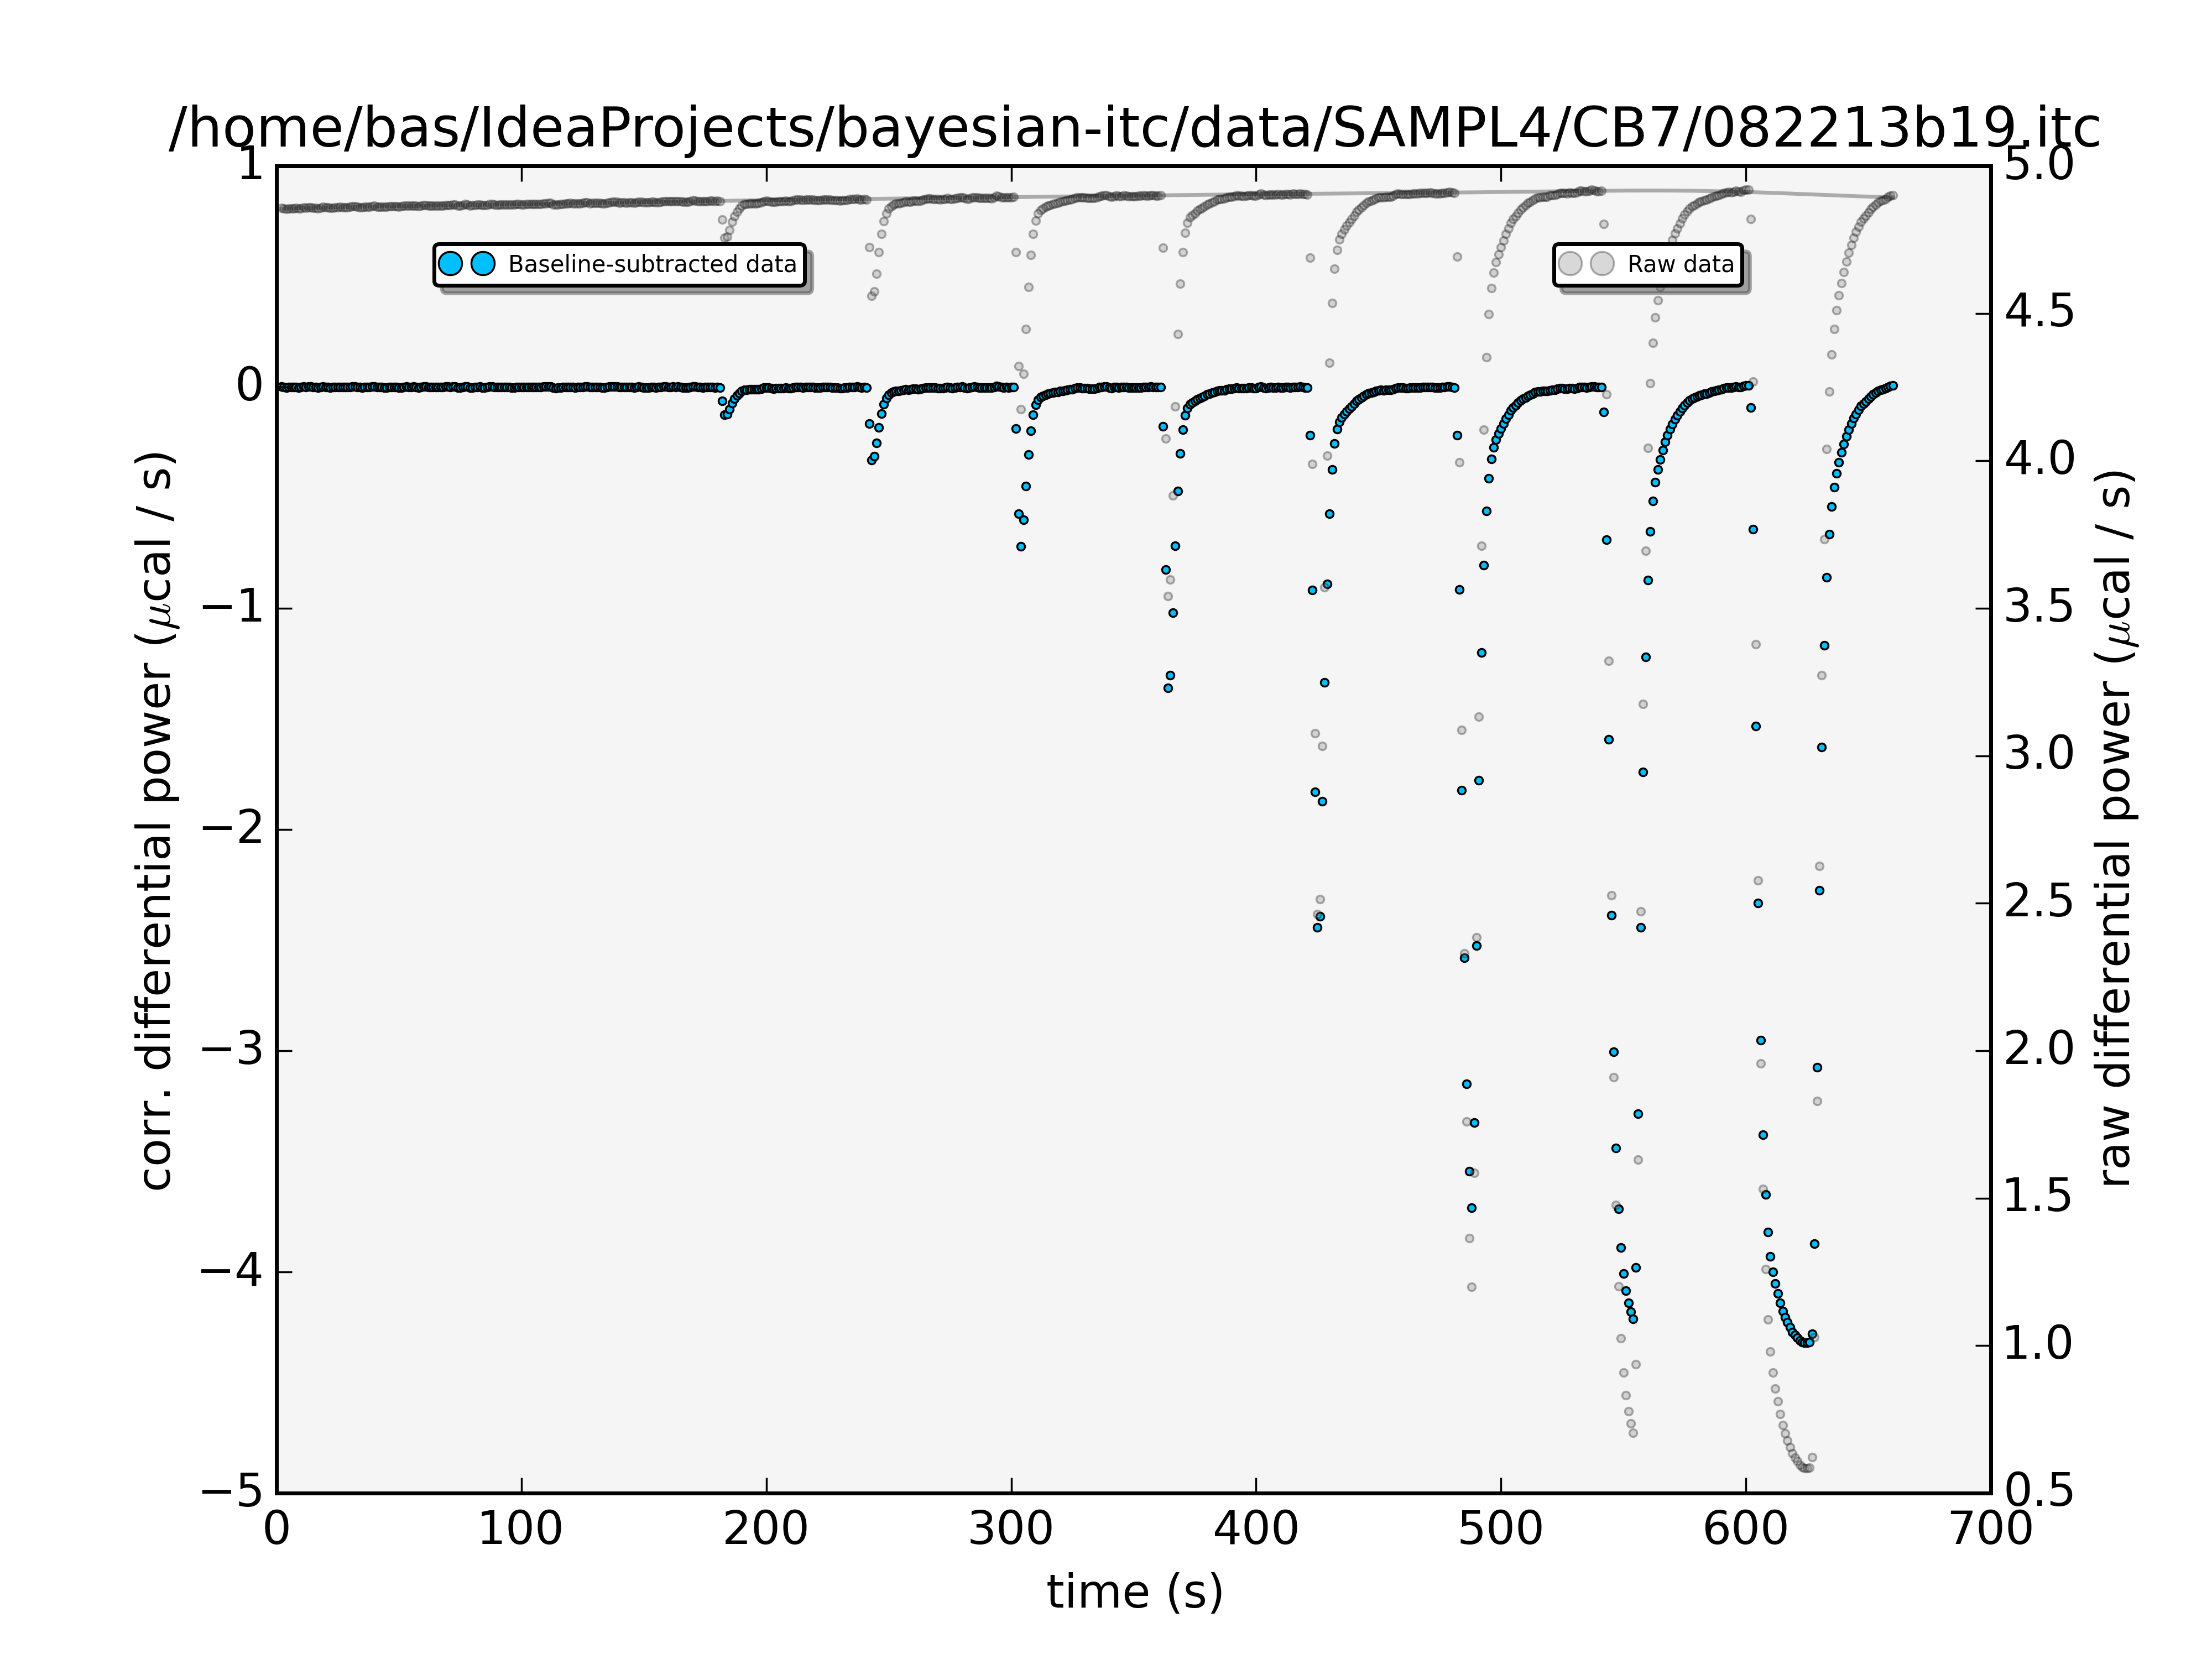 /home/bas/IdeaProjects/bayesian-itc/data/SAMPL4/CB7/082213b19.itc
1
0
−1
−2
−3
−4
−5
corr. differential power (μcal / s)
Baseline-subtracted data
Raw data
5.0
4.5
4.0
3.5
3.0
2.5
2.0
1.5
1.0
0.5
raw differential power (μcal / s)
0 100 200 300 400 500 600 700
time (s)